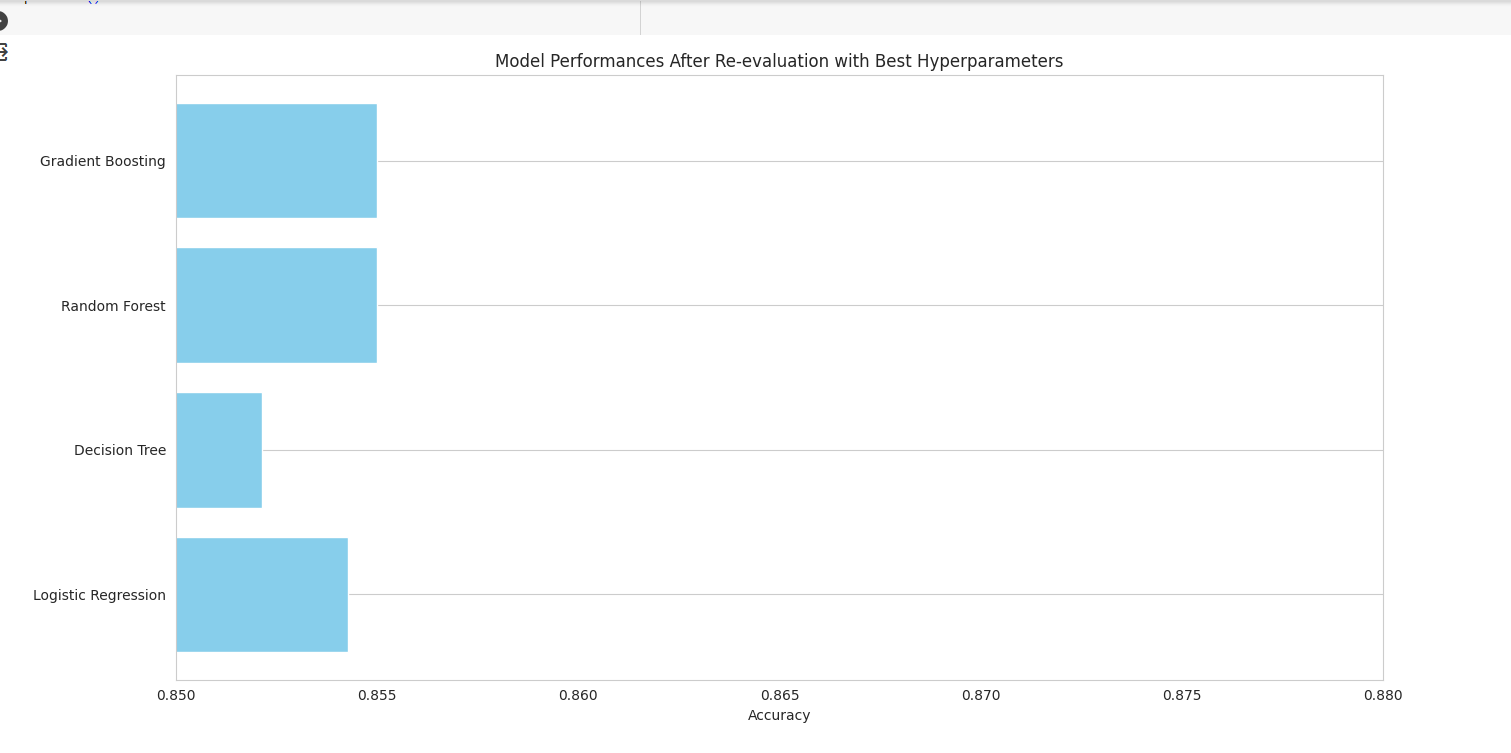 Model Performances After Re-evaluation with Best Hyperparameters
Gradient Boosting
Random Forest
Decision Tree
Logistic Regression
0.850 0.855 0.860 0.865 0.870 0.875 0.880
Accuracy